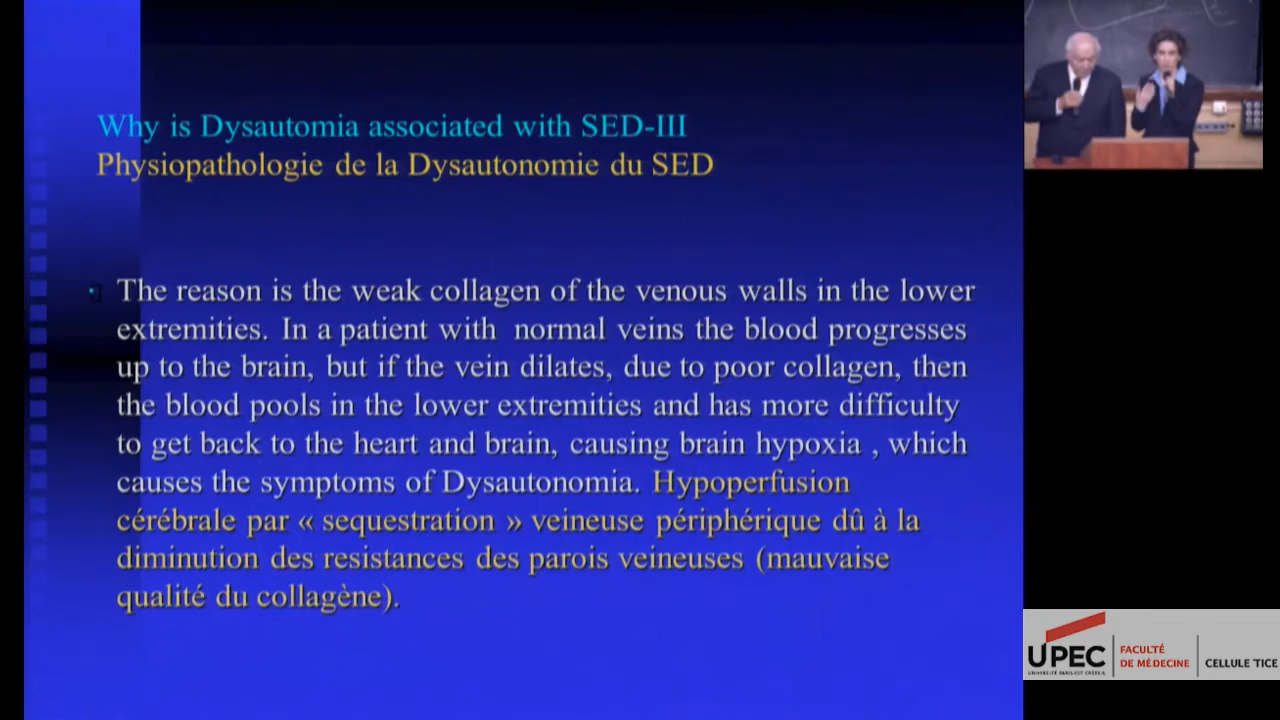 Why is Dysautomia associated with SED-III
Physiopathologie de la Dysautonomie du SED
The reason is the weak collagen of the venous walls in the lower
extremities. In a patient with normal veins the blood progresses
up to the brain, but if the vein dilates, due to poor collagen, then
the blood pools in the lower extremities and has more difficulty
to get back to the heart and brain, causing brain hypoxia , which
causes the symptoms of Dysautonomia. Hypoperfusion
cérébrale par « sequestration » veineuse périphérique dû à la
diminution des resistances des parois veineuses (mauvaise
qualité du collagène).
UPEC
UNIVERSITÉ PARIS-EST CRÉTEIL
FACULTÉ
DE MÉDECINE
CELLULE TICE